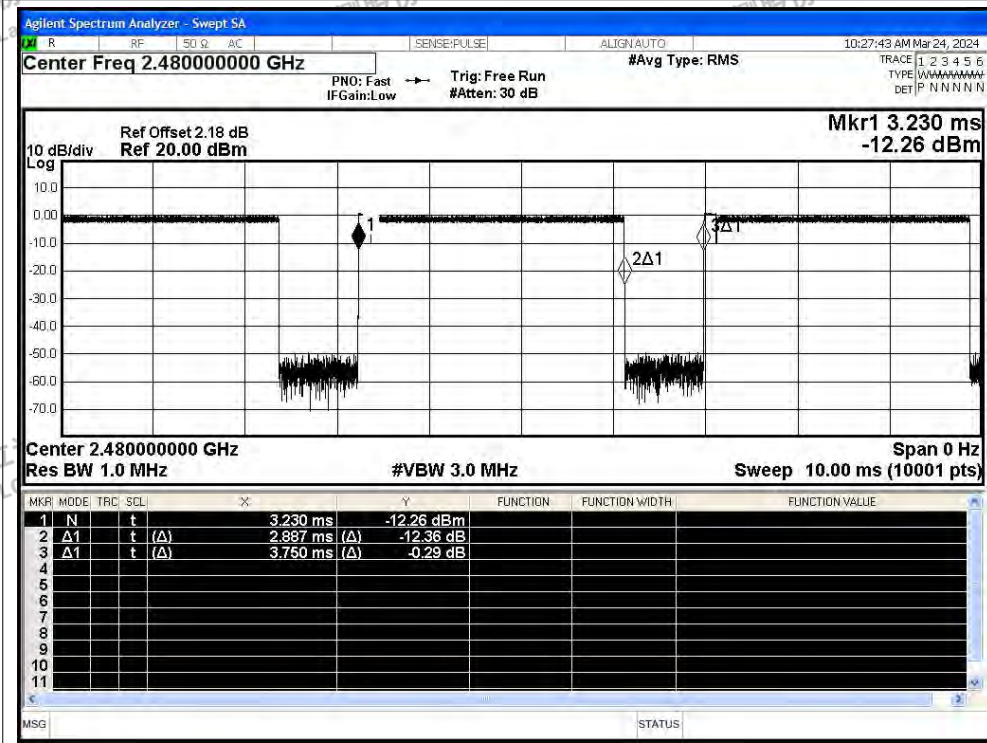 Agilent Spectrum Analyzer - Swept SA
LXI R RF 50 Ω AC SENSE:PULSE ALIGN AUTO 10:27:43 AM Mar 24, 2024
Center Freq 2.480000000 GHz
PNO: Fast
IFGain:Low
Trig: Free Run
#Atten: 30 dB
#Avg Type: RMS
TRACE 1 2 3 4 5 6
TYPE
DET P N N N N N
Ref Offset 2.18 dB
10 dB/div Ref 20.00 dBm
Log
Mkr1 3.230 ms
-12.26 dBm
10.0
0.00
-10.0
-20.0
-30.0
-40.0
-50.0
-60.0
-70.0
1
2Δ1
3Δ1
Center 2.480000000 GHz Span 0 Hz
Res BW 1.0 MHz #VBW 3.0 MHz Sweep 10.00 ms (10001 pts)
MKR MODE TRC SCL X Y FUNCTION FUNCTION WIDTH FUNCTION VALUE
1 N t 3.230 ms -12.26 dBm
2 Δ1 t (Δ) 2.887 ms (Δ) -12.36 dB
3 Δ1 t (Δ) 3.750 ms (Δ) -0.29 dB
4
5
6
7
8
9
10
11
MSG STATUS